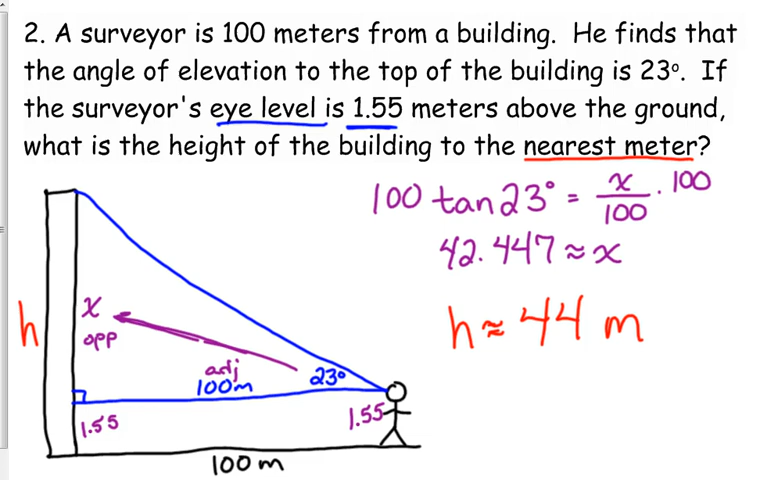 2. A surveyor is 100 meters from a building. He finds that
the angle of elevation to the top of the building is 23°. If
the surveyor's eye level is 1.55 meters above the ground,
what is the height of the building to the nearest meter?
100 tan23° = x/100 · 100
42.447 ≈ x
h ≈ 44 m
h
x
opp
adj
100m
23°
1.55
1.55
100 m